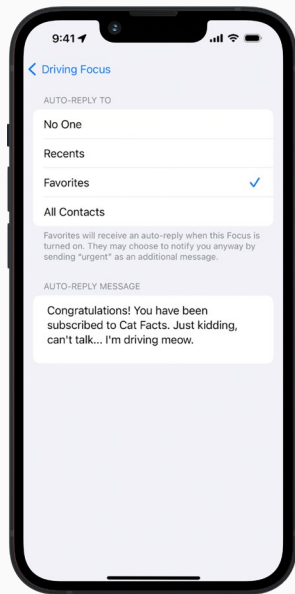 9:41
Driving Focus
AUTO-REPLY TO
No One
Recents
Favorites
All Contacts
Favorites will receive an auto-reply when this Focus is
turned on. They may choose to notify you anyway by
sending “urgent” as an additional message.
AUTO-REPLY MESSAGE
Congratulations! You have been
subscribed to Cat Facts. Just kidding,
can't talk... I'm driving meow.